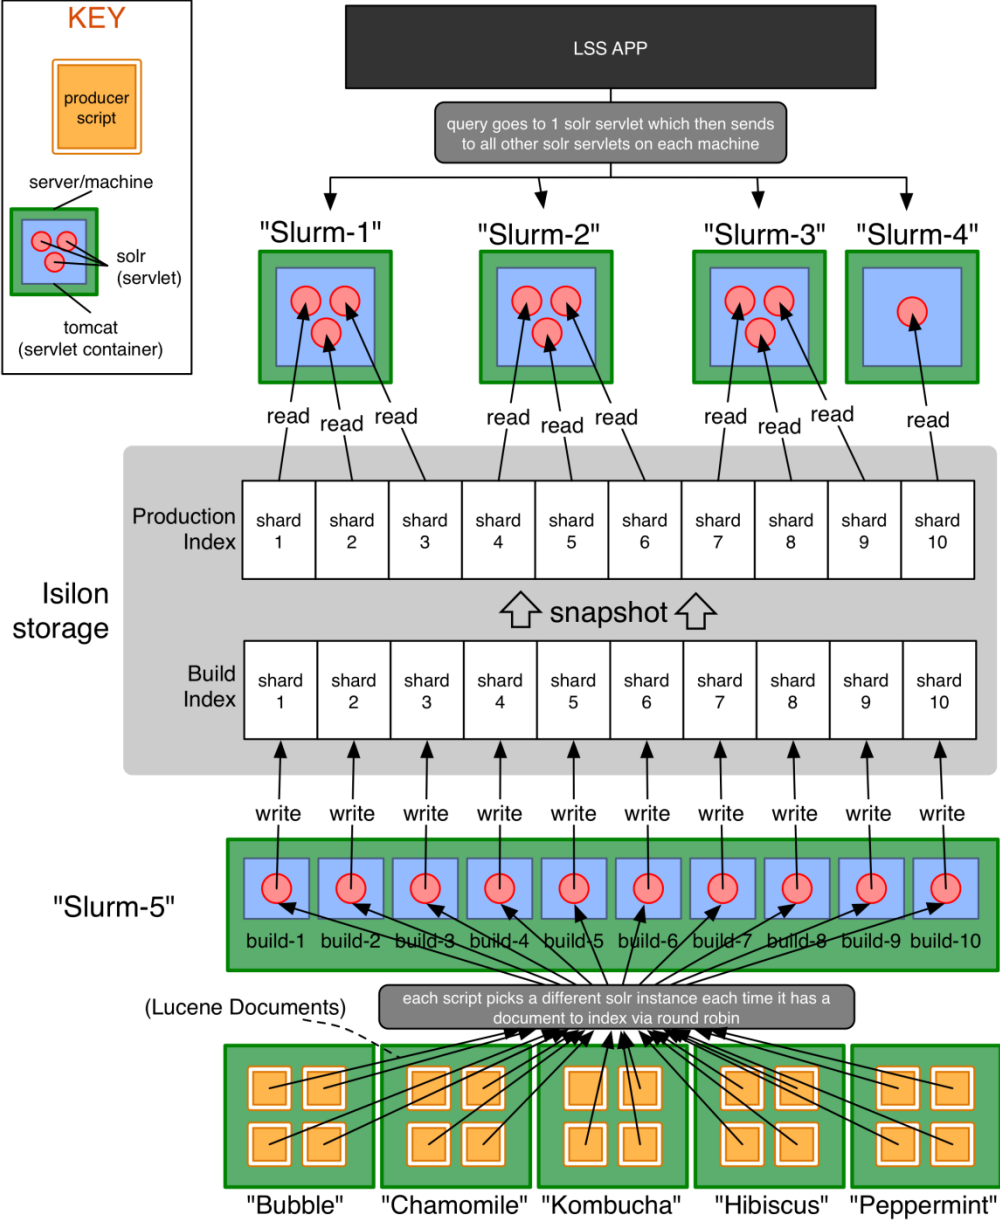 KEY
producer
script
server/machine
solr
(servlet)
tomcat
(servlet container)
LSS APP
query goes to 1 solr servlet which then sends
to all other solr servlets on each machine
"Slurm-1"
"Slurm-2"
"Slurm-3"
"Slurm-4"
read
read
read
read
read
read
read
read
read
read
Isilon
storage
Production
Index
shard
1
shard
2
shard
3
shard
4
shard
5
shard
6
shard
7
shard
8
shard
9
shard
10
snapshot
Build
Index
shard
1
shard
2
shard
3
shard
4
shard
5
shard
6
shard
7
shard
8
shard
9
shard
10
write
write
write
write
write
write
write
write
write
write
"Slurm-5"
build-1
build-2
build-3
build-4
build-5
build-6
build-7
build-8
build-9
build-10
(Lucene Documents)
each script picks a different solr instance each time it has a
document to index via round robin
"Bubble"
"Chamomile"
"Kombucha"
"Hibiscus"
"Peppermint"